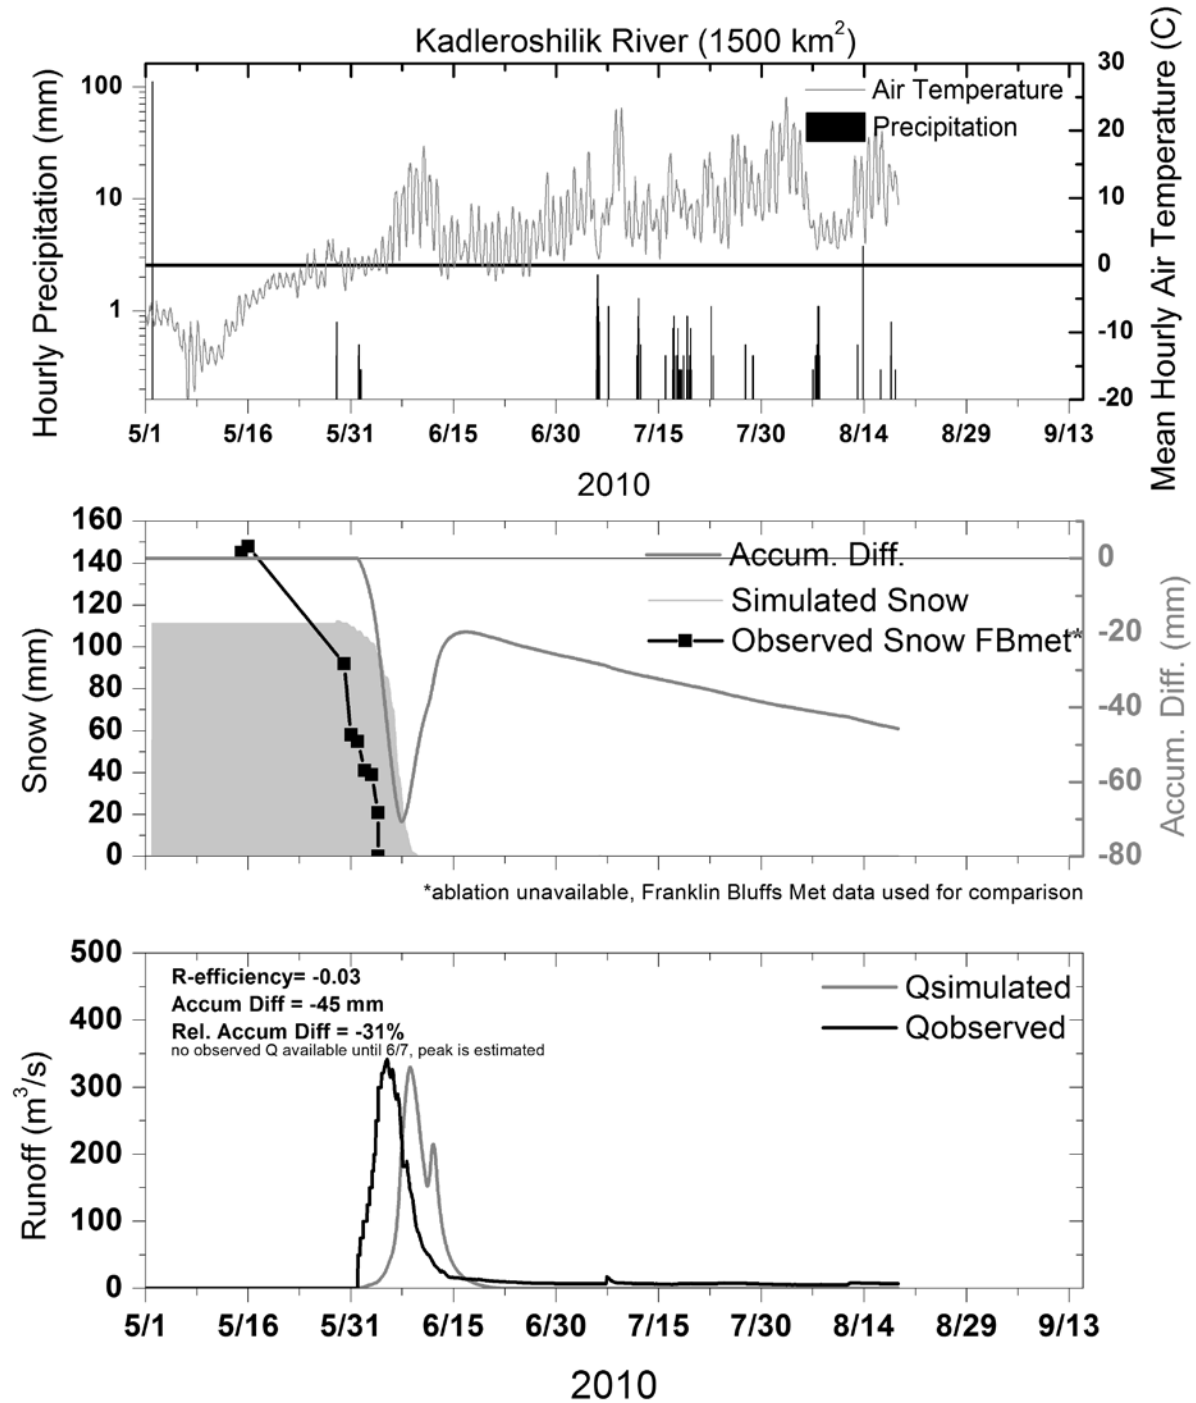 Kadleroshilik River (1500 km²)
Hourly Precipitation (mm)
100
10
1
Air Temperature
Precipitation
30
20
10
0
-10
-20
Mean Hourly Air Temperature (C)
5/1 5/16 5/31 6/15 6/30 7/15 7/30 8/14 8/29 9/13
2010
Snow (mm)
160
140
120
100
80
60
40
20
0
Accum. Diff.
Simulated Snow
Observed Snow FBmet*
0
-20
-40
-60
-80
Accum. Diff. (mm)
*ablation unavailable, Franklin Bluffs Met data used for comparison
Runoff (m³/s)
500
400
300
200
100
0
R-efficiency= -0.03
Accum Diff = -45 mm
Rel. Accum Diff = -31%
no observed Q available until 6/7, peak is estimated
Qsimulated
Qobserved
5/1 5/16 5/31 6/15 6/30 7/15 7/30 8/14 8/29 9/13
2010